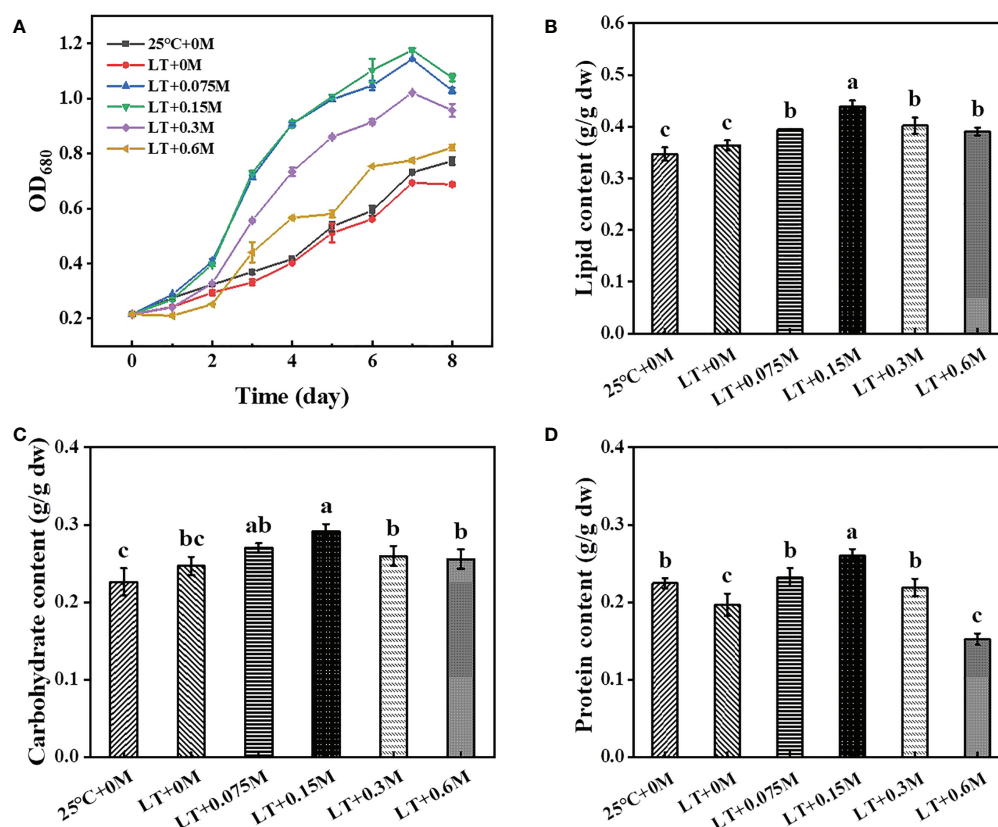 A
25°C+0M
LT+0M
LT+0.075M
LT+0.15M
LT+0.3M
LT+0.6M
1.2
1.0
0.8
0.6
0.4
0.2
OD680
0 2 4 6 8
Time (day)
B
0.6
0.5
0.4
0.3
0.2
0.1
0.0
Lipid content (g/g dw)
c c b a b b
25°C+0M LT+0M LT+0.075M LT+0.15M LT+0.3M LT+0.6M
C
0.4
0.3
0.2
0.1
0.0
Carbohydrate content (g/g dw)
c bc ab a b b
25°C+0M LT+0M LT+0.075M LT+0.15M LT+0.3M LT+0.6M
D
0.4
0.3
0.2
0.1
0.0
Protein content (g/g dw)
b c b a b c
25°C+0M LT+0M LT+0.075M LT+0.15M LT+0.3M LT+0.6M